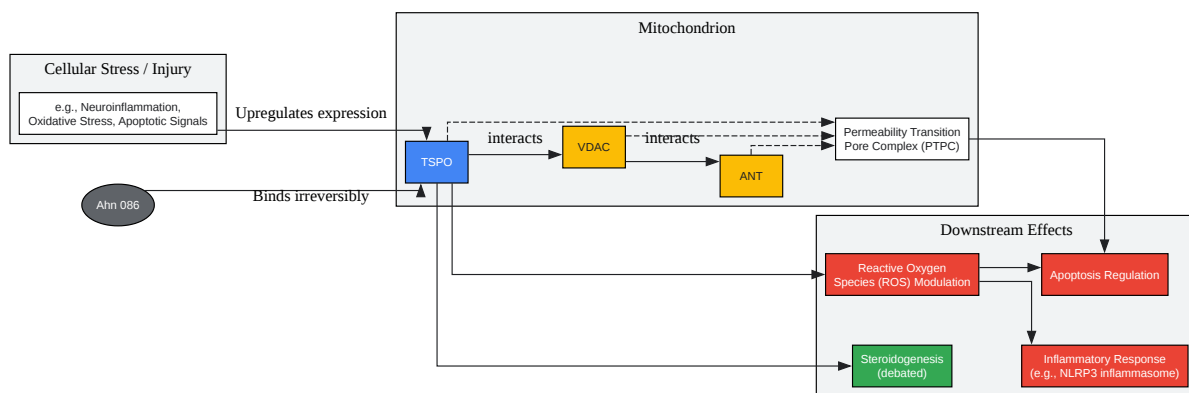 Mitochondrion
Cellular Stress / Injury
e.g., Neuroinflammation,
Oxidative Stress, Apoptotic Signals
Upregulates expression
TSPO
interacts
VDAC
interacts
ANT
Permeability Transition
Pore Complex (PTPC)
Ahn 086
Binds irreversibly
Downstream Effects
Reactive Oxygen
Species (ROS) Modulation
Apoptosis Regulation
Steroidogenesis
(debated)
Inflammatory Response
(e.g., NLRP3 inflammasome)